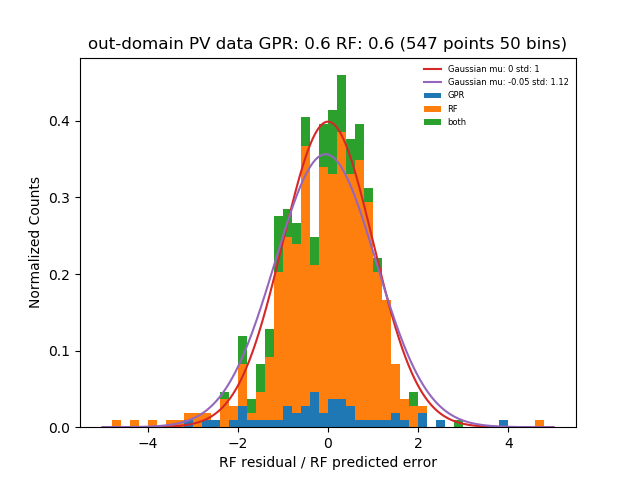 out-domain PV data GPR: 0.6 RF: 0.6 (547 points 50 bins)
Gaussian mu: 0 std: 1
Gaussian mu: -0.05 std: 1.12
GPR
RF
both
Normalized Counts
0.4
0.3
0.2
0.1
0.0
−4 −2 0 2 4
RF residual / RF predicted error